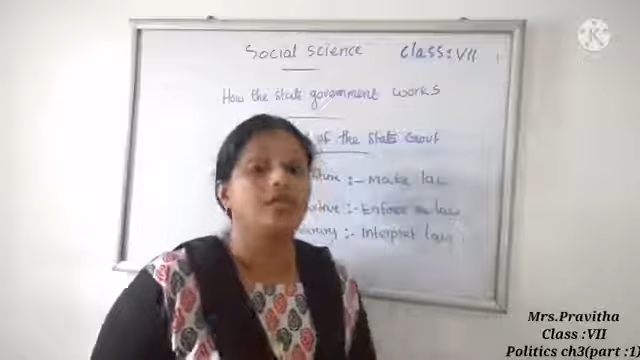 Social science Class: VII
How the state government works
of the State Govt
:- Make law
:- Enforce the law
:- Interpret law
Mrs.Pravitha
Class :VII
Politics ch3(part :1)